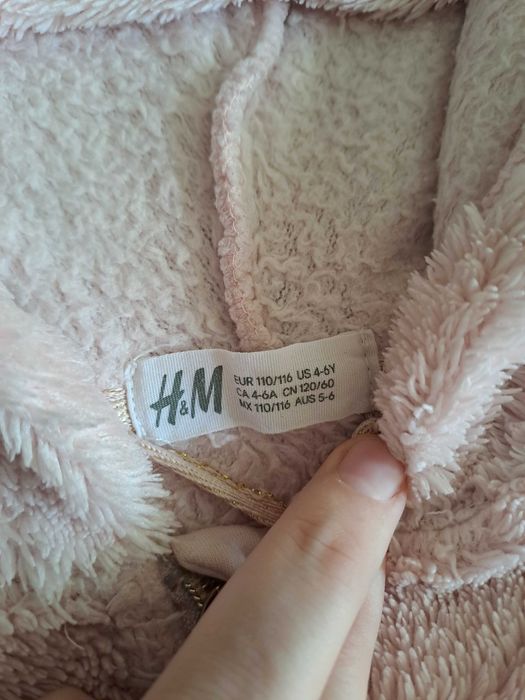 H&M
EUR 110/116 US 4-6Y
CA 4-6A CN 120/60
MX 110/116 AUS 5-6